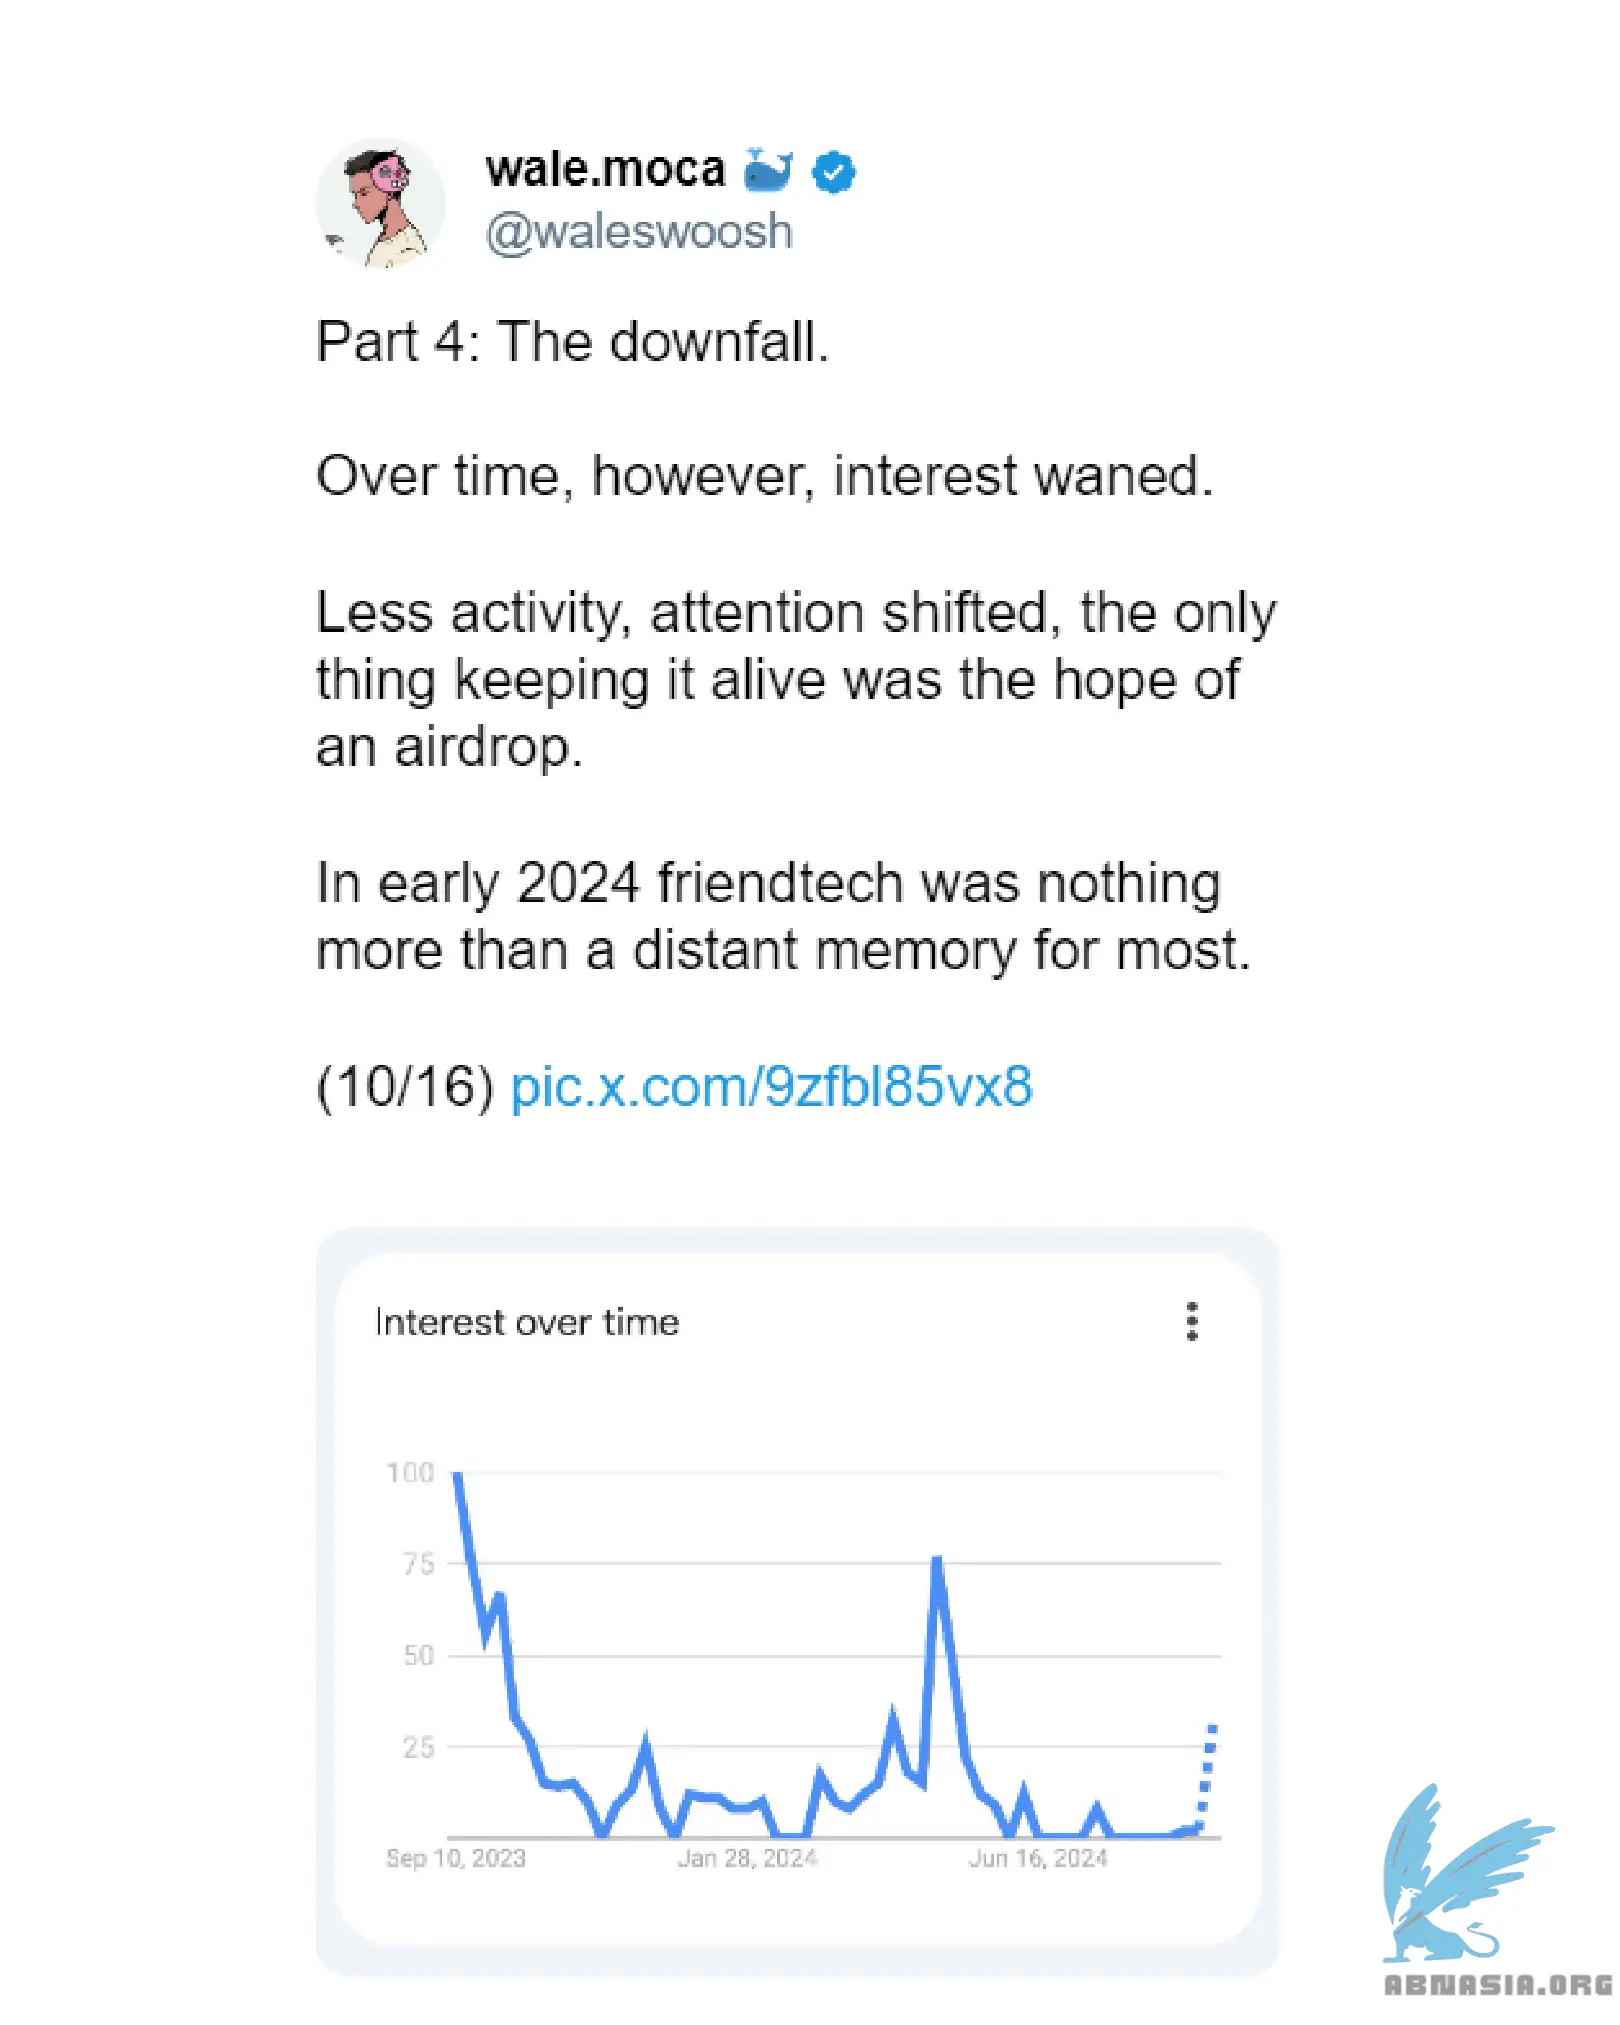 wale.moca 🐳
@waleswoosh
Part 4: The downfall.
Over time, however, interest waned.
Less activity, attention shifted, the only
thing keeping it alive was the hope of
an airdrop.
In early 2024 friendtech was nothing
more than a distant memory for most.
(10/16) pic.x.com/9zfbl85vx8
Interest over time
100
75
50
25
Sep 10, 2023 Jan 28, 2024 Jun 16, 2024
ABNASIA.ORG